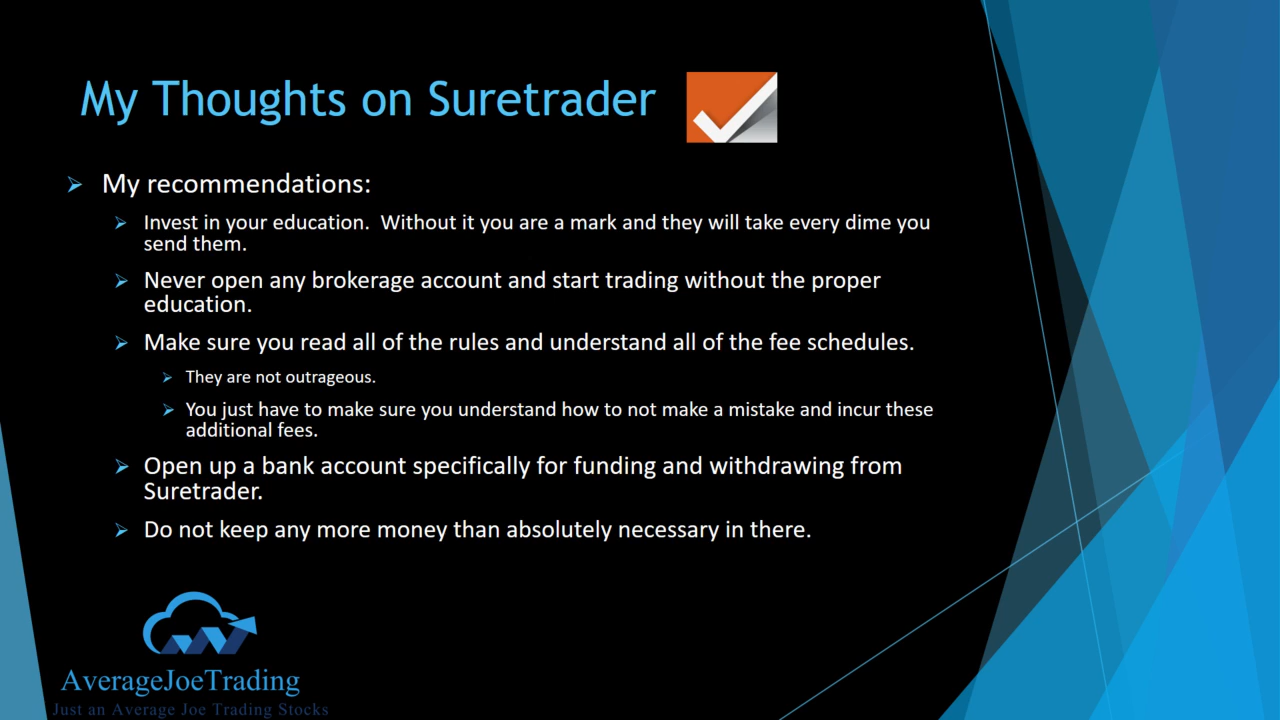 My Thoughts on Suretrader
My recommendations:
Invest in your education.  Without it you are a mark and they will take every dime you
send them.
Never open any brokerage account and start trading without the proper
education.
Make sure you read all of the rules and understand all of the fee schedules.
They are not outrageous.
You just have to make sure you understand how to not make a mistake and incur these
additional fees.
Open up a bank account specifically for funding and withdrawing from
Suretrader.
Do not keep any more money than absolutely necessary in there.
AverageJoeTrading
Just an Average Joe Trading Stocks